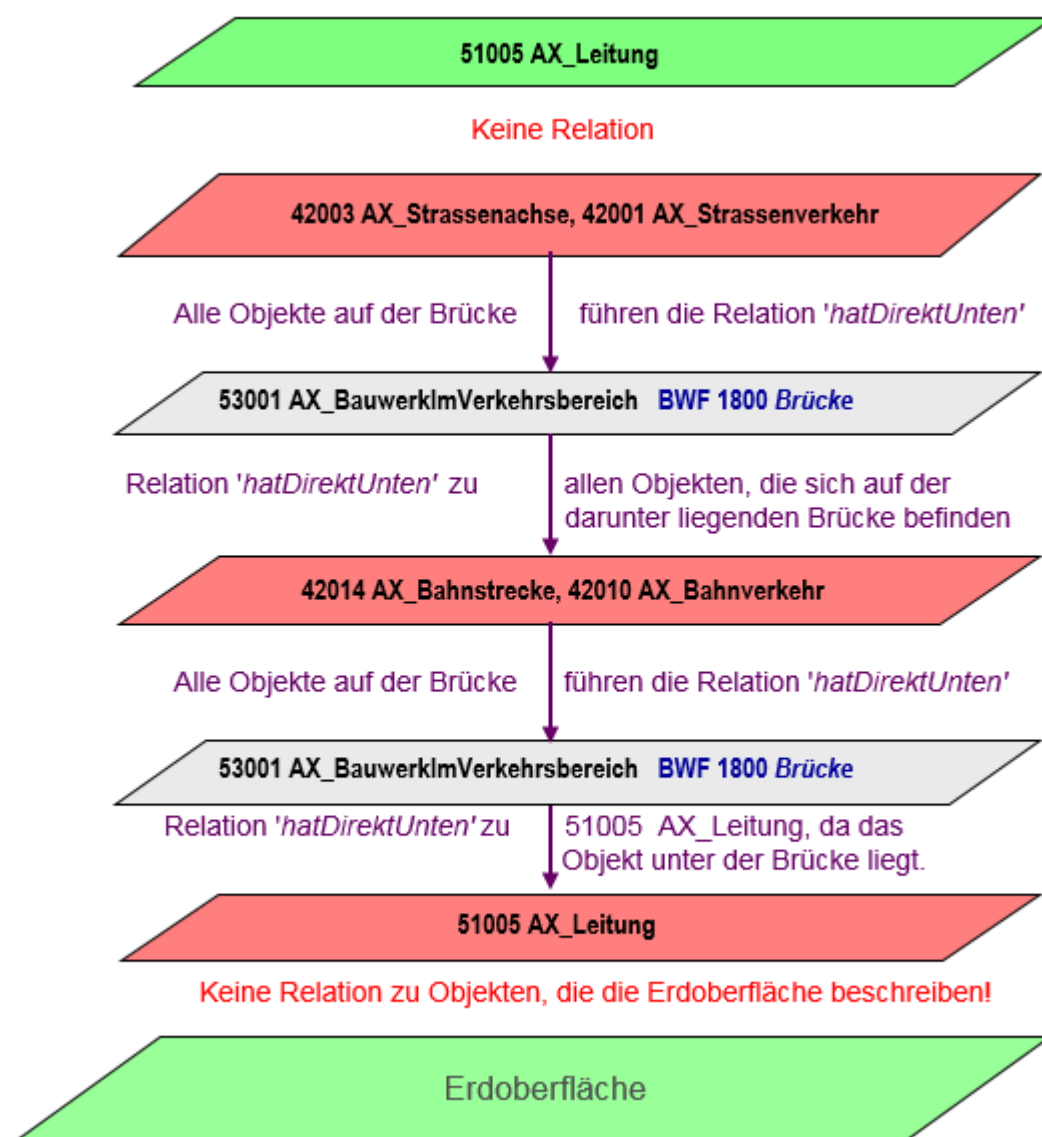 51005 AX_Leitung
Keine Relation
42003 AX_Strassenachse, 42001 AX_Strassenverkehr
Alle Objekte auf der Brücke führen die Relation 'hatDirektUnten'
53001 AX_BauwerkImVerkehrsbereich BWF 1800 Brücke
Relation 'hatDirektUnten' zu allen Objekten, die sich auf der
darunter liegenden Brücke befinden
42014 AX_Bahnstrecke, 42010 AX_Bahnverkehr
Alle Objekte auf der Brücke führen die Relation 'hatDirektUnten'
53001 AX_BauwerkImVerkehrsbereich BWF 1800 Brücke
Relation 'hatDirektUnten' zu 51005 AX_Leitung, da das
Objekt unter der Brücke liegt.
51005 AX_Leitung
Keine Relation zu Objekten, die die Erdoberfläche beschreiben!
Erdoberfläche